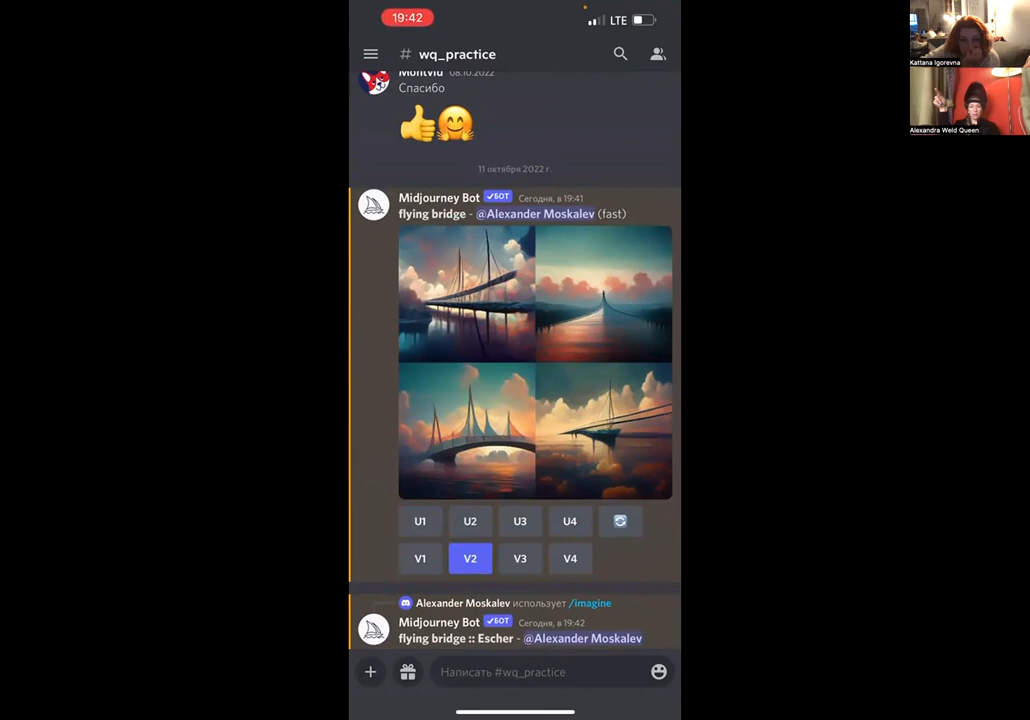 19:42
LTE
# wq_practice
Montviu 08.10.2022
Спасибо
11 октября 2022 г.
Midjourney Bot ✓БОТ Сегодня, в 19:41
flying bridge - @Alexander Moskalev (fast)
U1 U2 U3 U4
V1 V2 V3 V4
Alexander Moskalev использует /imagine
Midjourney Bot ✓БОТ Сегодня, в 19:42
flying bridge :: Escher - @Alexander Moskalev
Написать #wq_practice
Kattana Igorevna
Alexandra Weld Queen